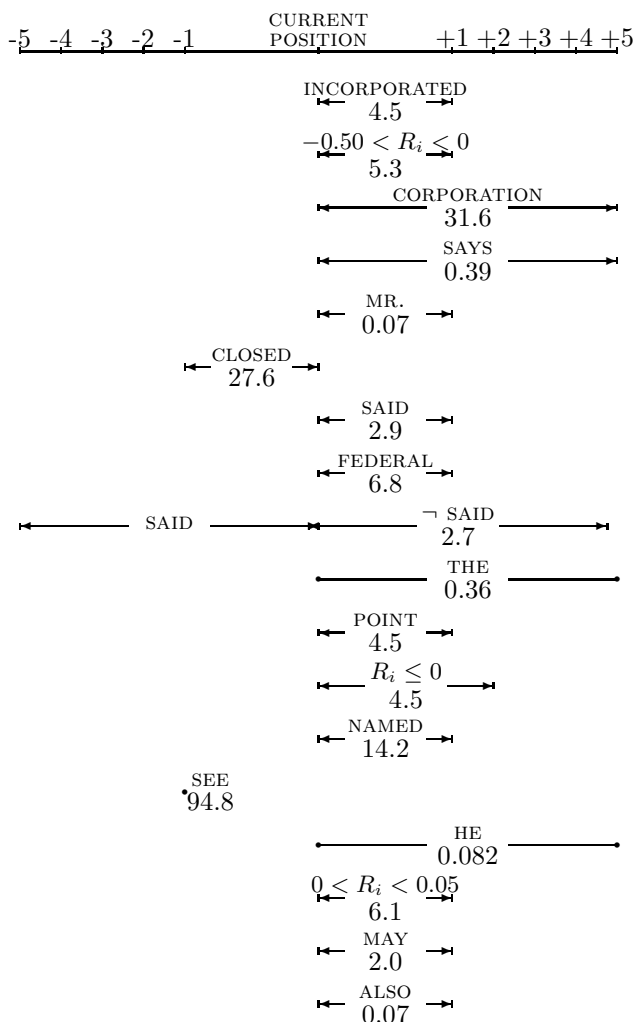 CURRENT
-5 -4 -3 -2 -1 POSITION +1 +2 +3 +4 +5
INCORPORATED
4.5
−0.50 < R_i < 0
5.3
CORPORATION
31.6
SAYS
0.39
MR.
0.07
CLOSED
27.6
SAID
2.9
FEDERAL
6.8
SAID ¬ SAID
2.7
THE
0.36
POINT
4.5
R_i ≤ 0
4.5
NAMED
14.2
SEE
94.8
HE
0.082
0 < R_i < 0.05
6.1
MAY
2.0
ALSO
0.07